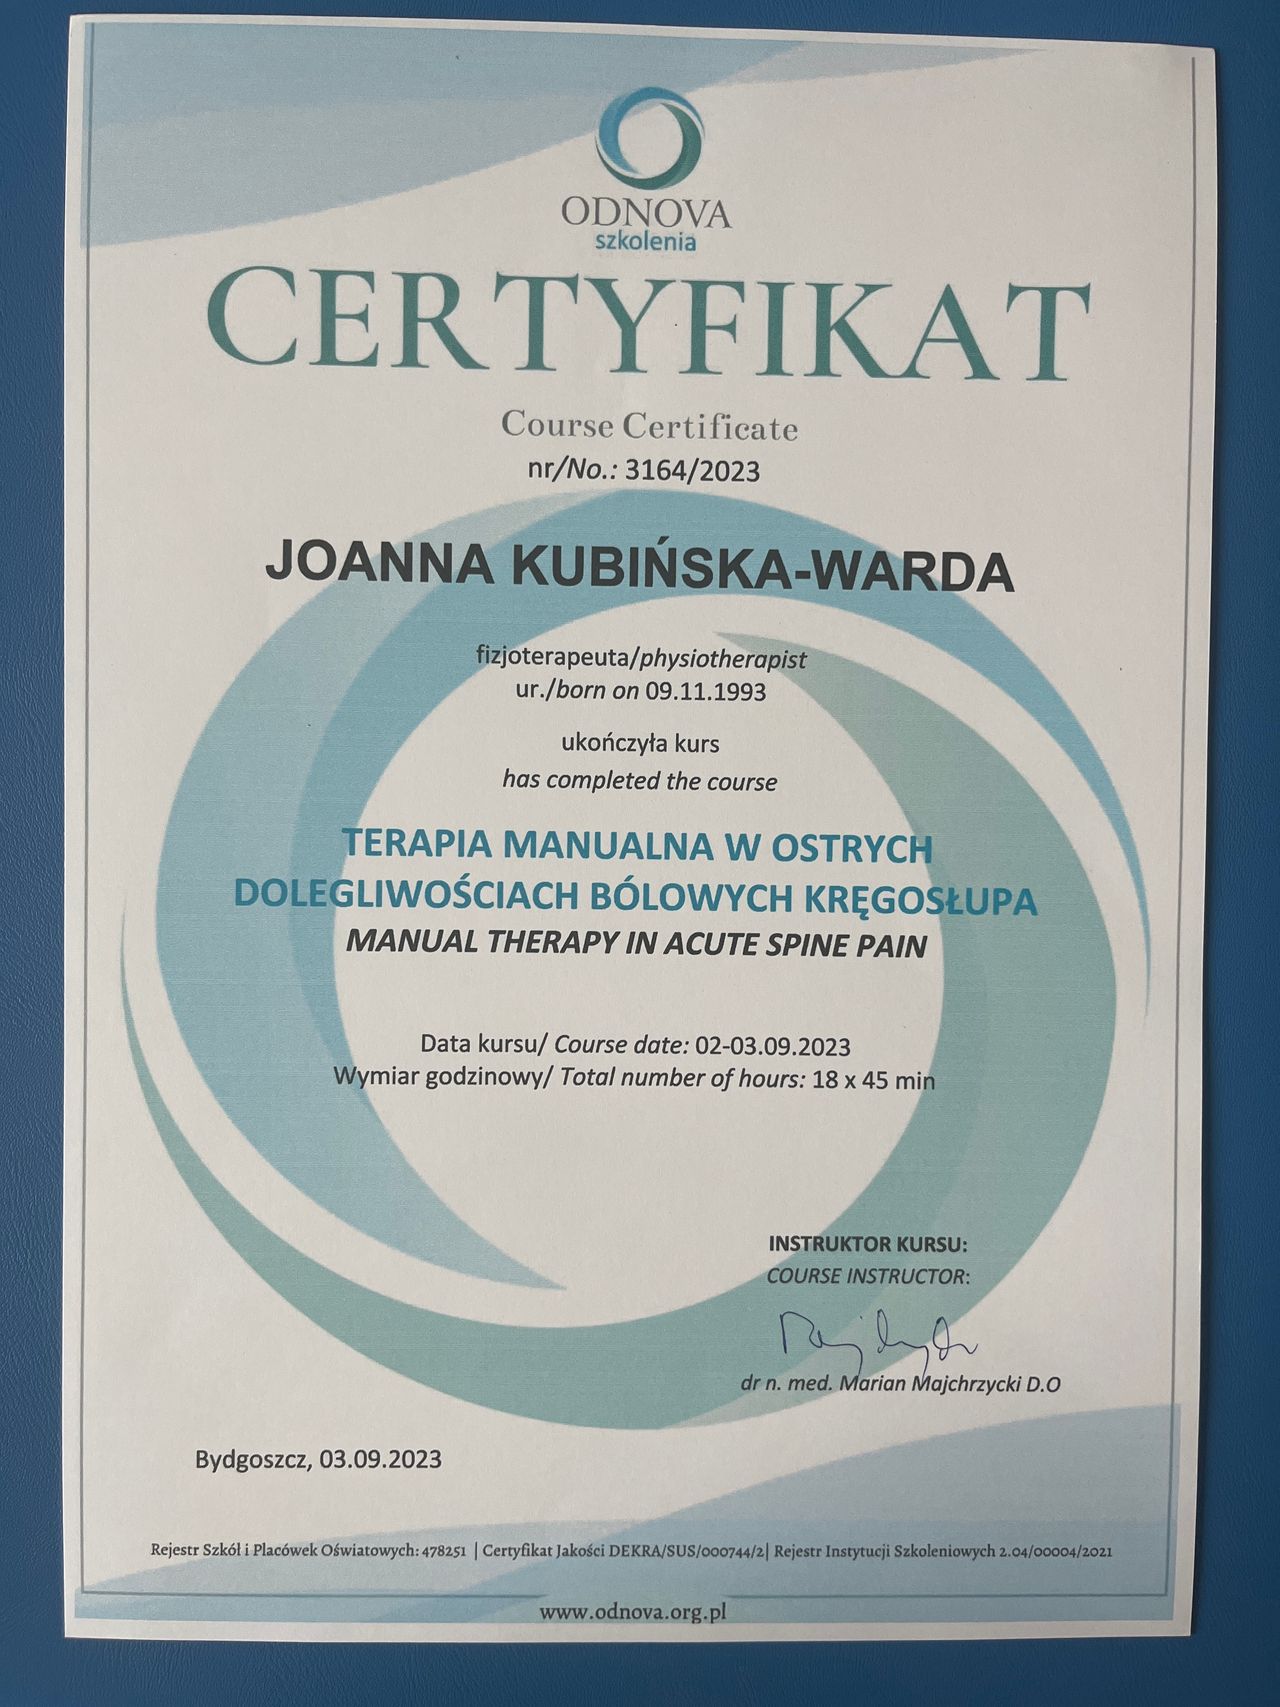 ODNOVA
szkolenia
CERTYFIKAT
Course Certificate
nr/No.: 3164/2023
JOANNA KUBIŃSKA-WARDA
fizjoterapeuta/physiotherapist
ur./born on 09.11.1993
ukończyła kurs
has completed the course
TERAPIA MANUALNA W OSTRYCH
DOLEGLIWOŚCIACH BÓLOWYCH KRĘGOSŁUPA
MANUAL THERAPY IN ACUTE SPINE PAIN
Data kursu/ Course date: 02-03.09.2023
Wymiar godzinowy/ Total number of hours: 18 x 45 min
INSTRUKTOR KURSU:
COURSE INSTRUCTOR:
dr n. med. Marian Majchrzycki D.O
Bydgoszcz, 03.09.2023
Rejestr Szkół i Placówek Oświatowych: 478251 | Certyfikat Jakości DEKRA/SUS/000744/2| Rejestr Instytucji Szkoleniowych 2.04/00004/2021
www.odnova.org.pl